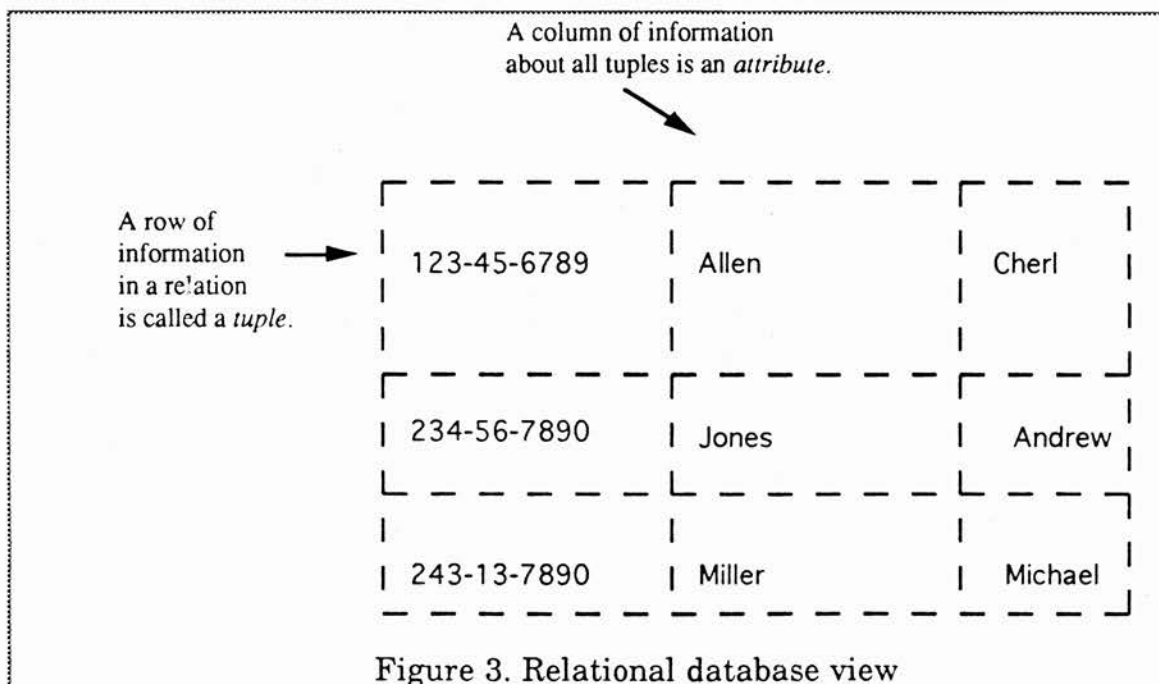 A column of information
about all tuples is an attribute.
A row of
information
in a relation
is called a tuple.
123-45-6789 Allen Cherl
234-56-7890 Jones Andrew
243-13-7890 Miller Michael
Figure 3. Relational database view